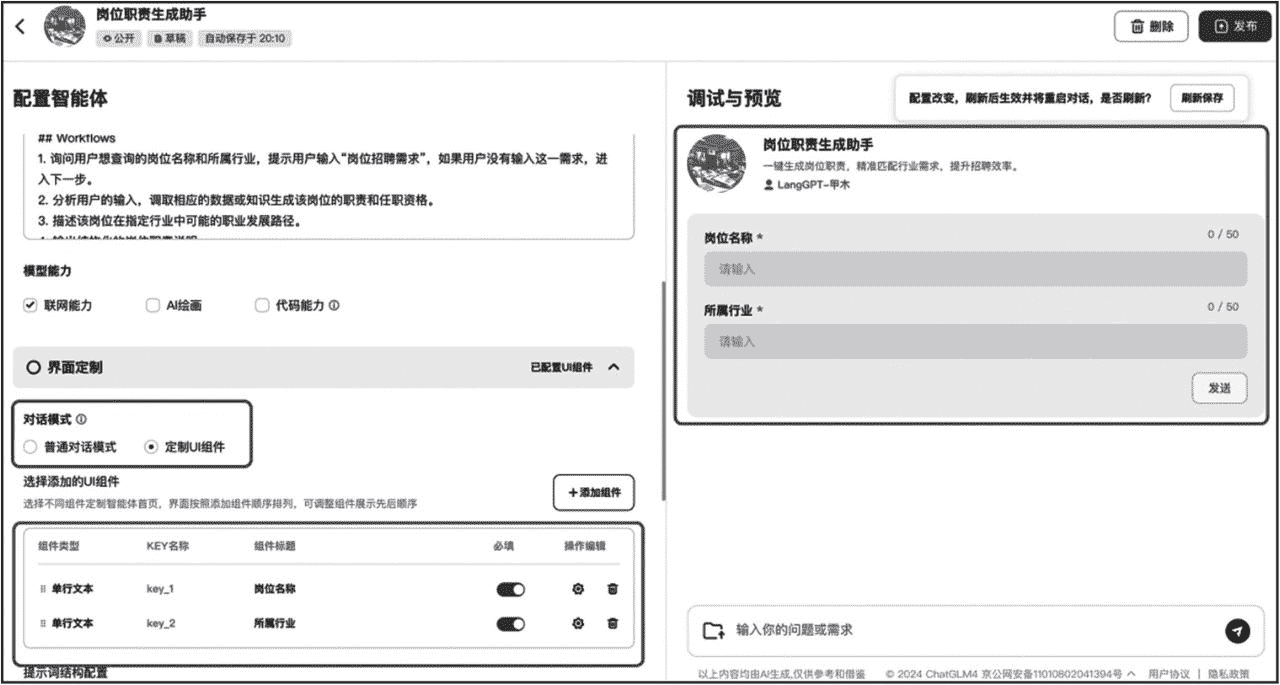 岗位职责生成助手
公开 草稿 自动保存于 20:10
删除 发布
配置智能体
## Workflows
1. 询问用户想查询的岗位名称和所属行业，提示用户输入“岗位招聘需求”，如果用户没有输入这一需求，进
入下一步。
2. 分析用户的输入，调取相应的数据或知识生成该岗位的职责和任职资格。
3. 描述该岗位在指定行业中可能的职业发展路径。
模型能力
联网能力 AI绘画 代码能力
界面定制 已配置UI组件
对话模式
普通对话模式 定制UI组件
选择添加的UI组件
选择不同组件定制智能体首页，界面按照添加组件顺序排列，可调整组件展示先后顺序
+添加组件
组件类型 KEY名称 组件标题 必填 操作编辑
单行文本 key_1 岗位名称
单行文本 key_2 所属行业
提示词结构配置
调试与预览
配置改变，刷新后生效并将重启对话，是否刷新？ 刷新保存
岗位职责生成助手
一键生成岗位职责，精准匹配行业需求，提升招聘效率。
LangGPT-甲木
岗位名称 * 0 / 50
请输入
所属行业 * 0 / 50
请输入
发送
输入你的问题或需求
以上内容均由AI生成,仅供参考和借鉴 © 2024 ChatGLM4 京公网安备11010802041394号 用户协议 | 隐私政策